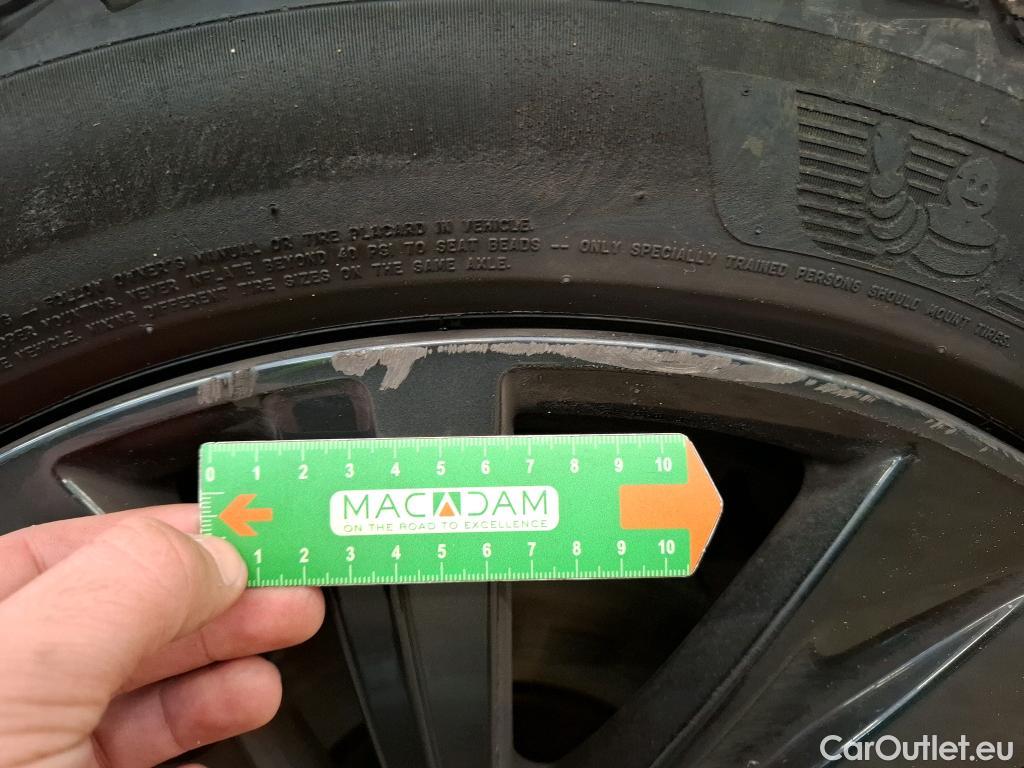 — FOLLOW OWNER'S MANUAL OR TIRE PLACARD IN VEHICLE.
MOUNTING. NEVER INFLATE BEYOND 40 PSI. TO SEAT BEADS -- ONLY SPECIALLY TRAINED PERSONS SHOULD MOUNT TIRES.
VEHICLE. MIXING DIFFERENT TIRE SIZES ON THE SAME AXLE.
0 1 2 3 4 5 6 7 8 9 10
MACADAM
ON THE ROAD TO EXCELLENCE
1 2 3 4 5 6 7 8 9 10
CarOutlet.eu